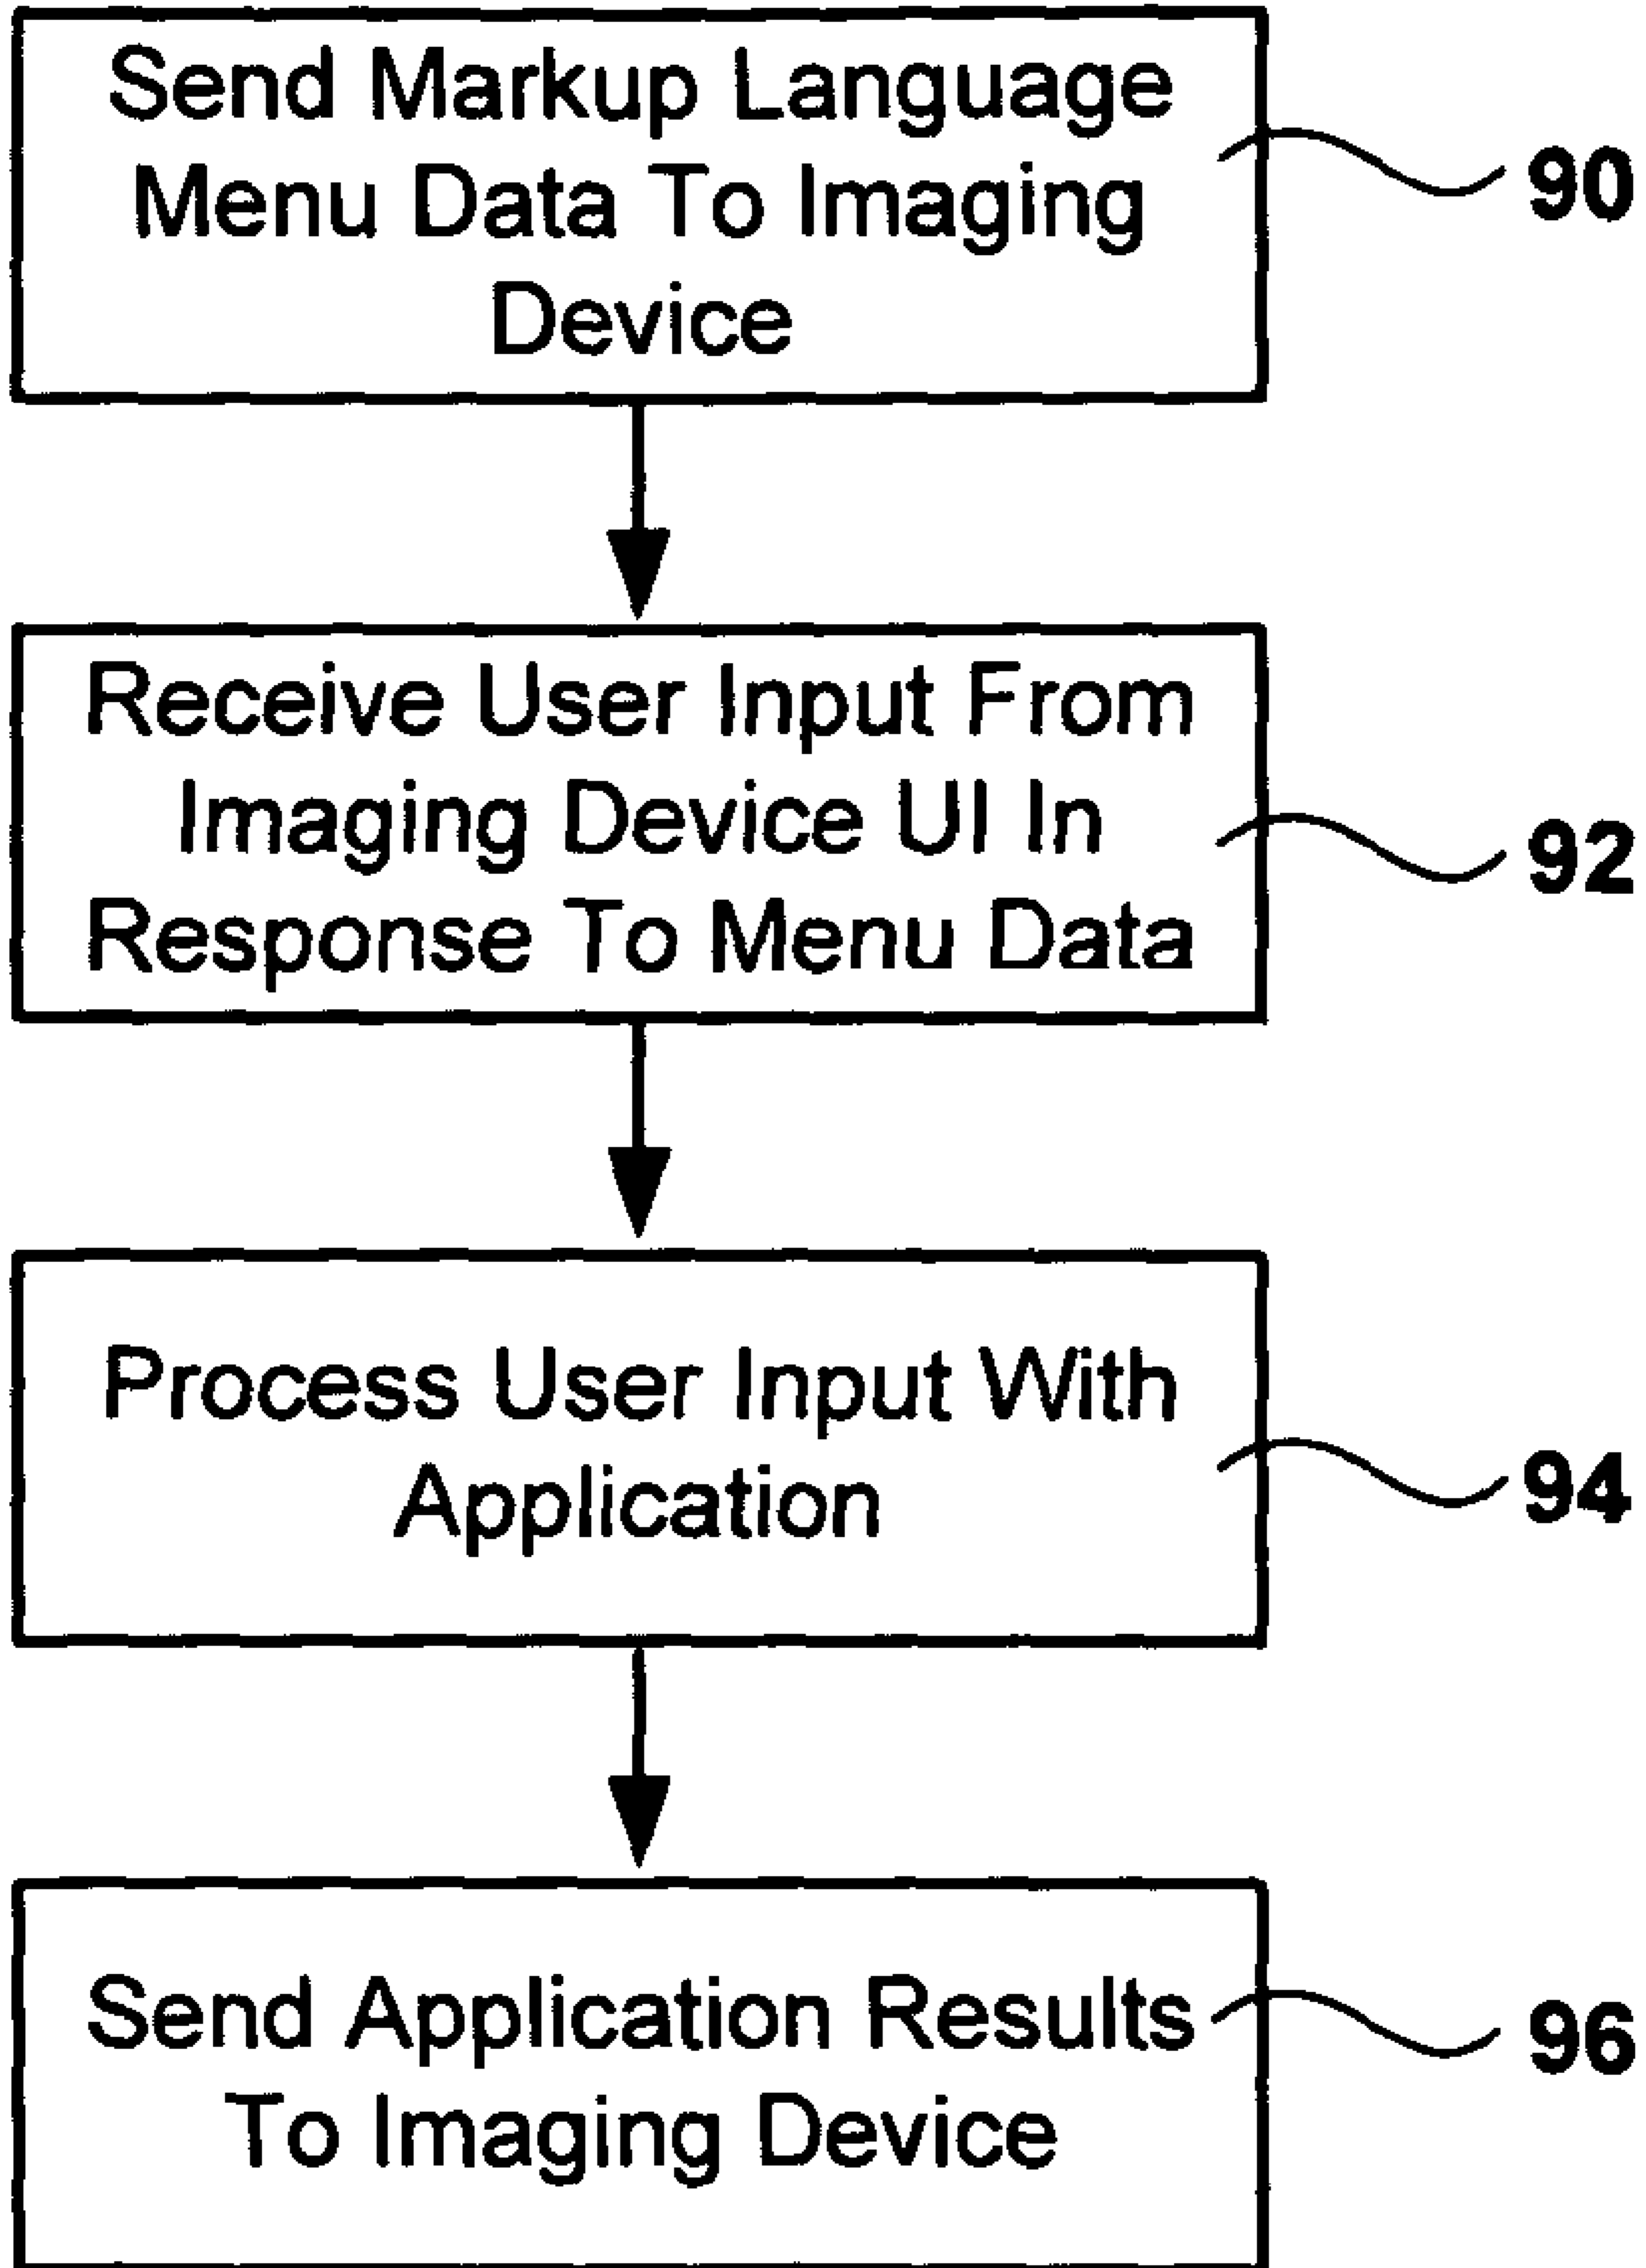 Send Markup Language
Menu Data To Imaging
Device
90
Receive User Input From
Imaging Device UI In
Response To Menu Data
92
Process User Input With
Application
94
Send Application Results
To Imaging Device
96